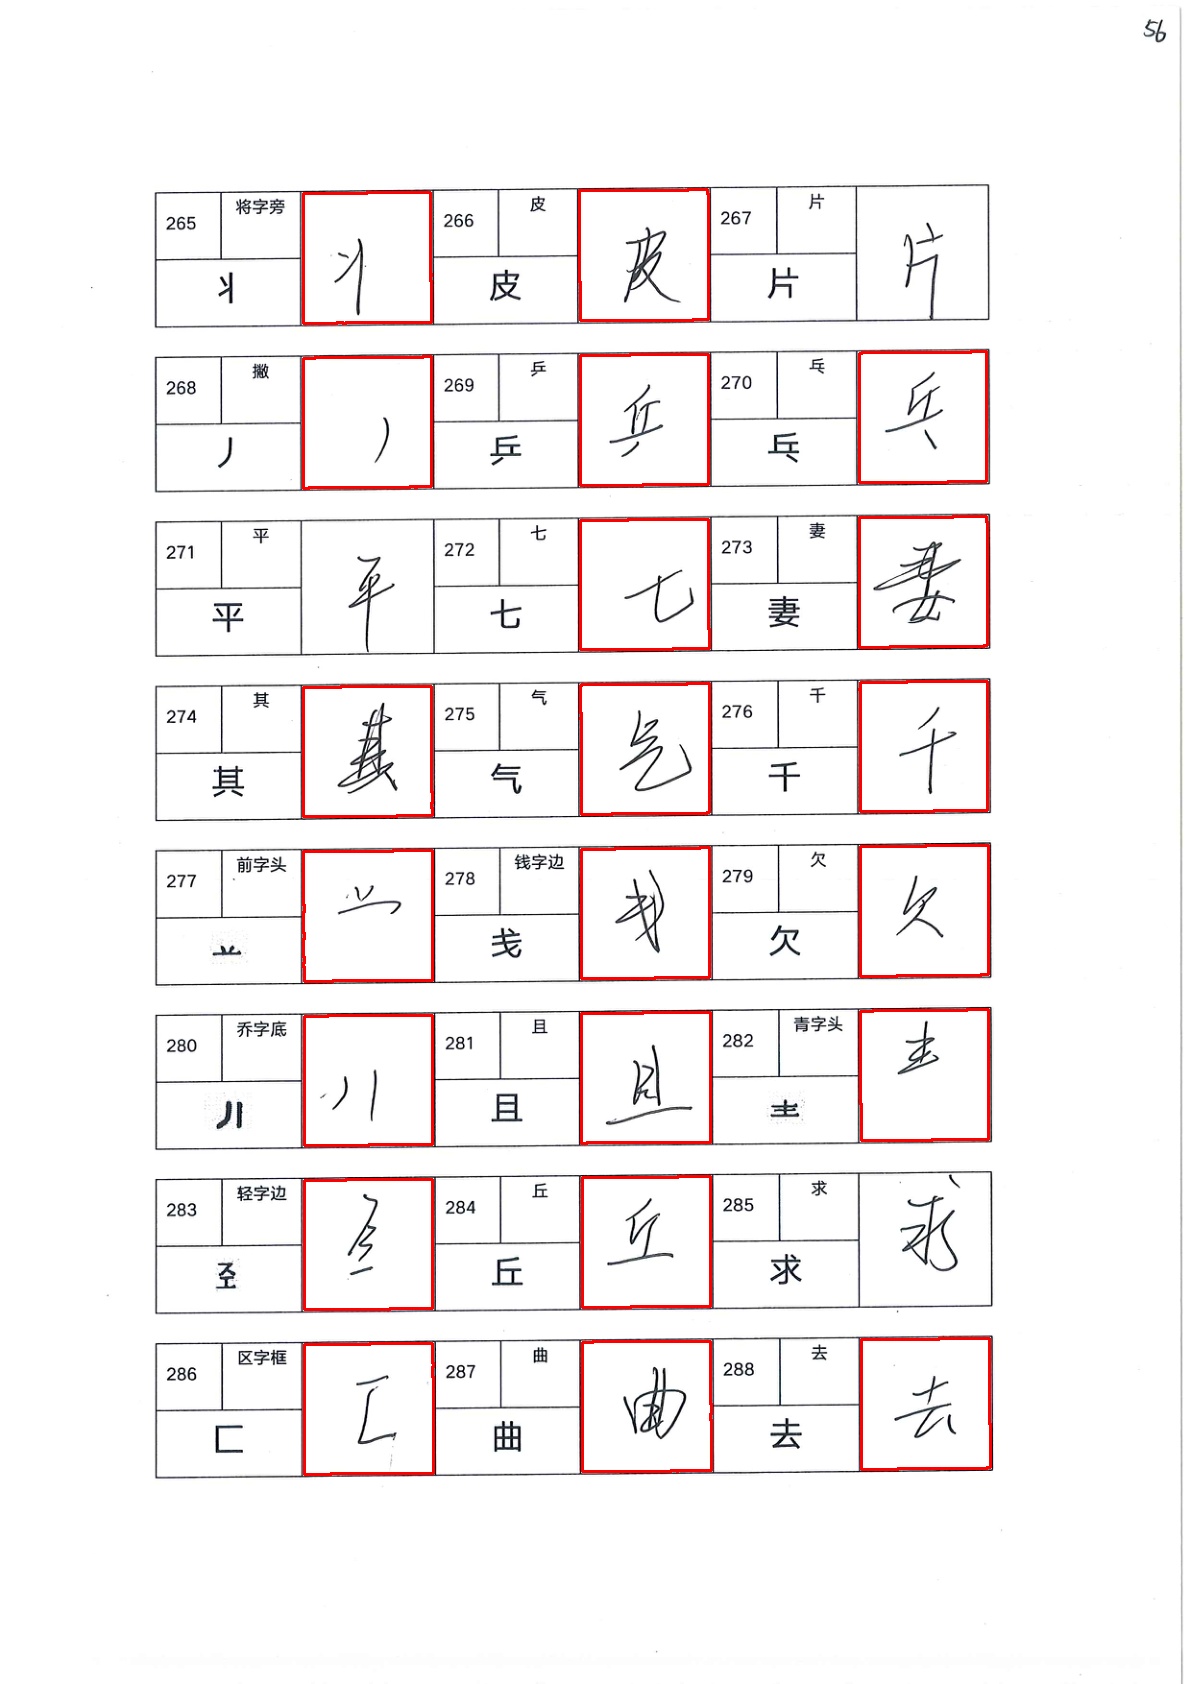 56
265 将字旁 丬 丬 266 皮 皮 皮 267 片 片 片
268 撇 丿 丿 269 乒 乒 乒 270 乓 乓 乓
271 平 平 平 272 七 七 七 273 妻 妻 妻
274 其 其 其 275 气 气 气 276 千 千 千
277 前字头 䒑 䒑 278 钱字边 戋 戋 279 欠 欠 欠
280 乔字底 丿丨 丿丨 281 且 且 且 282 青字头 龶 龶
283 轻字边 𢀖 𢀖 284 丘 丘 丘 285 求 求 求
286 区字框 匚 匚 287 曲 曲 曲 288 去 去 去